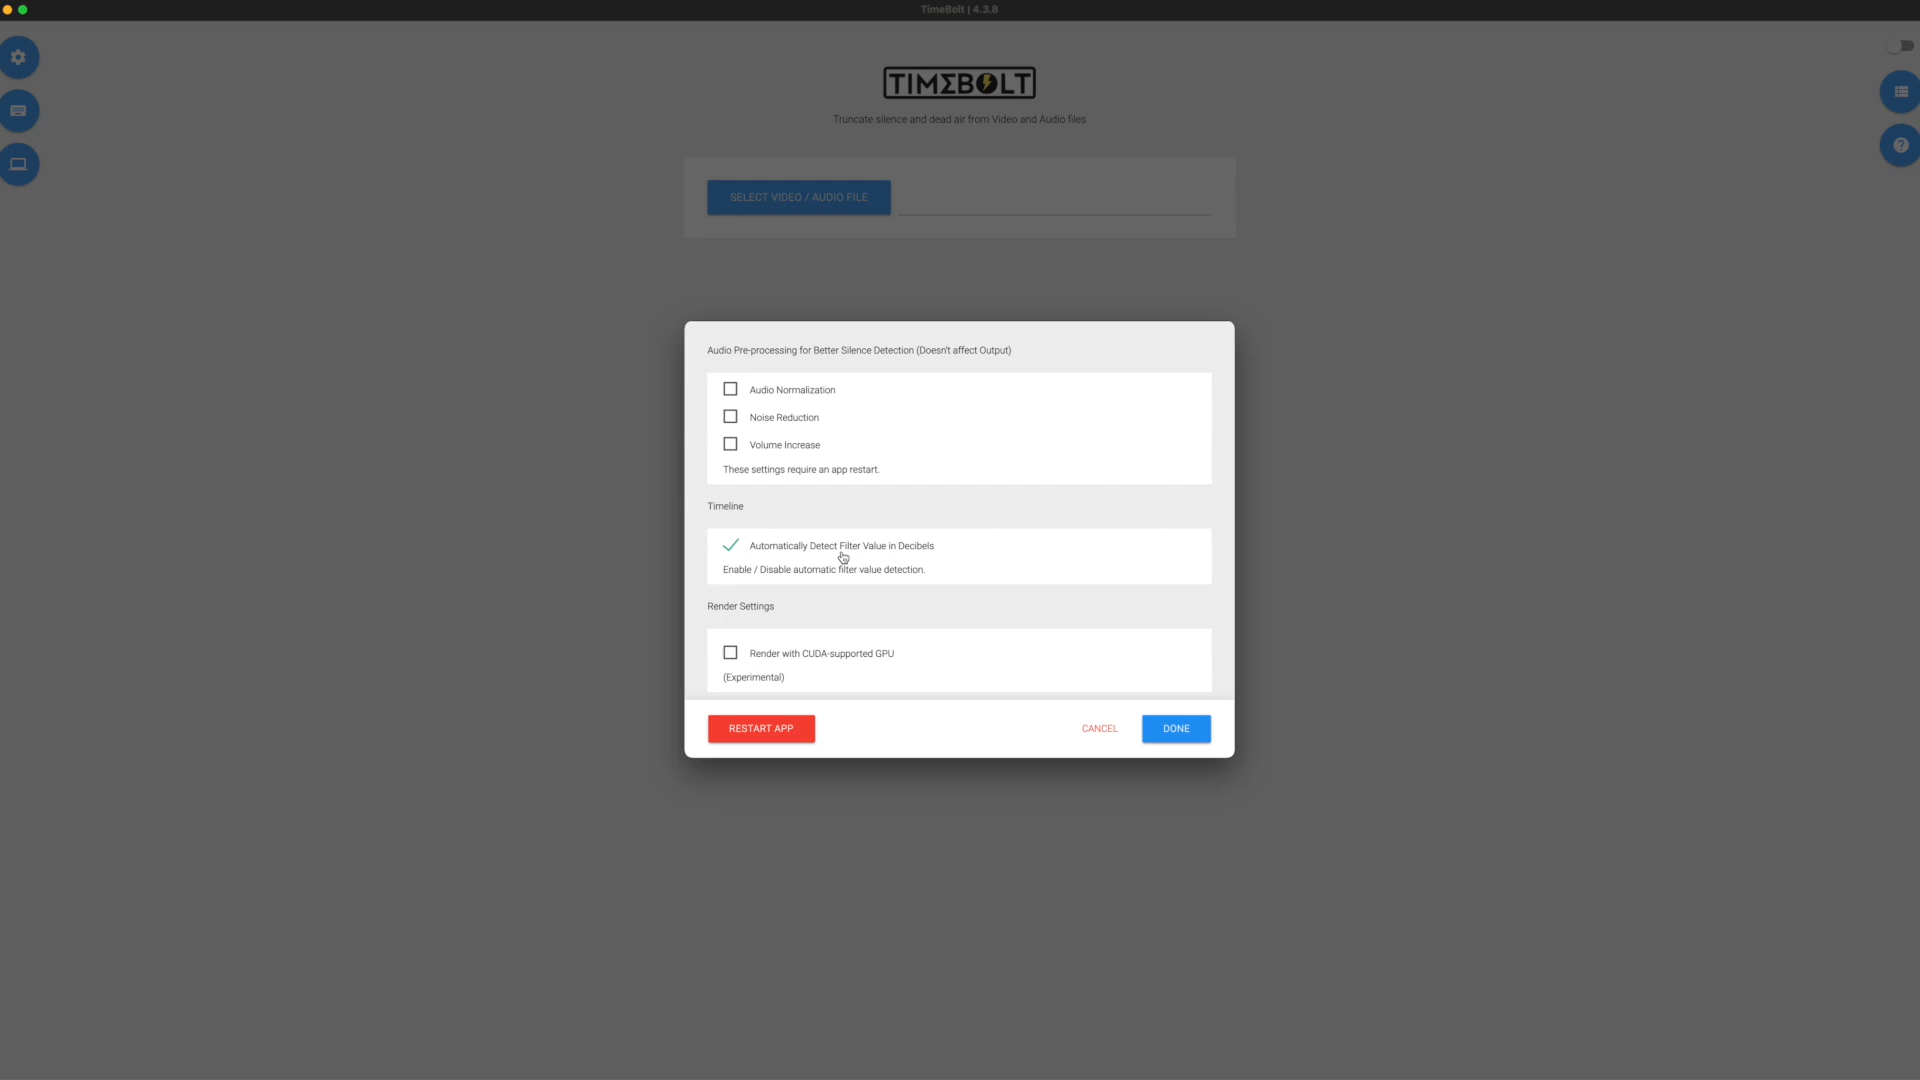 TimeBolt | 4.3.8
TIMΣBOLT
Truncate silence and dead air from Video and Audio files
SELECT VIDEO / AUDIO FILE
Audio Pre-processing for Better Silence Detection (Doesn't affect Output)
Audio Normalization
Noise Reduction
Volume Increase
These settings require an app restart.
Timeline
Automatically Detect Filter Value in Decibels
Enable / Disable automatic filter value detection.
Render Settings
Render with CUDA-supported GPU
(Experimental)
RESTART APP
CANCEL
DONE